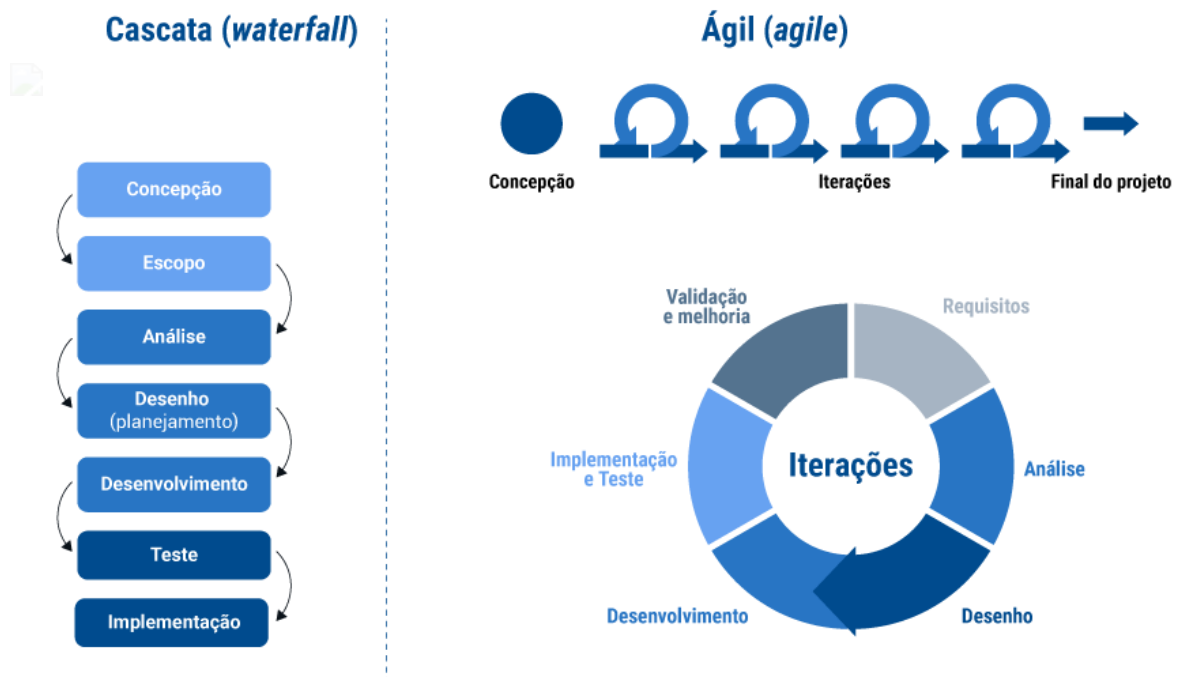 Cascata (waterfall)
Concepção
Escopo
Análise
Desenho
(planejamento)
Desenvolvimento
Teste
Implementação
Ágil (agile)
Concepção
Iterações
Final do projeto
Validação
e melhoria
Requisitos
Implementação
e Teste
Iterações
Análise
Desenvolvimento
Desenho